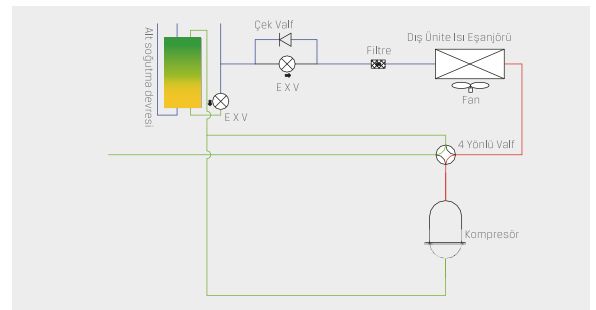 Çek Valf
Dış Ünite Isı Eşanjörü
Filtre
Alt soğutma devresi
E X V
E X V
Fan
4 Yönlü Valf
Kompresör